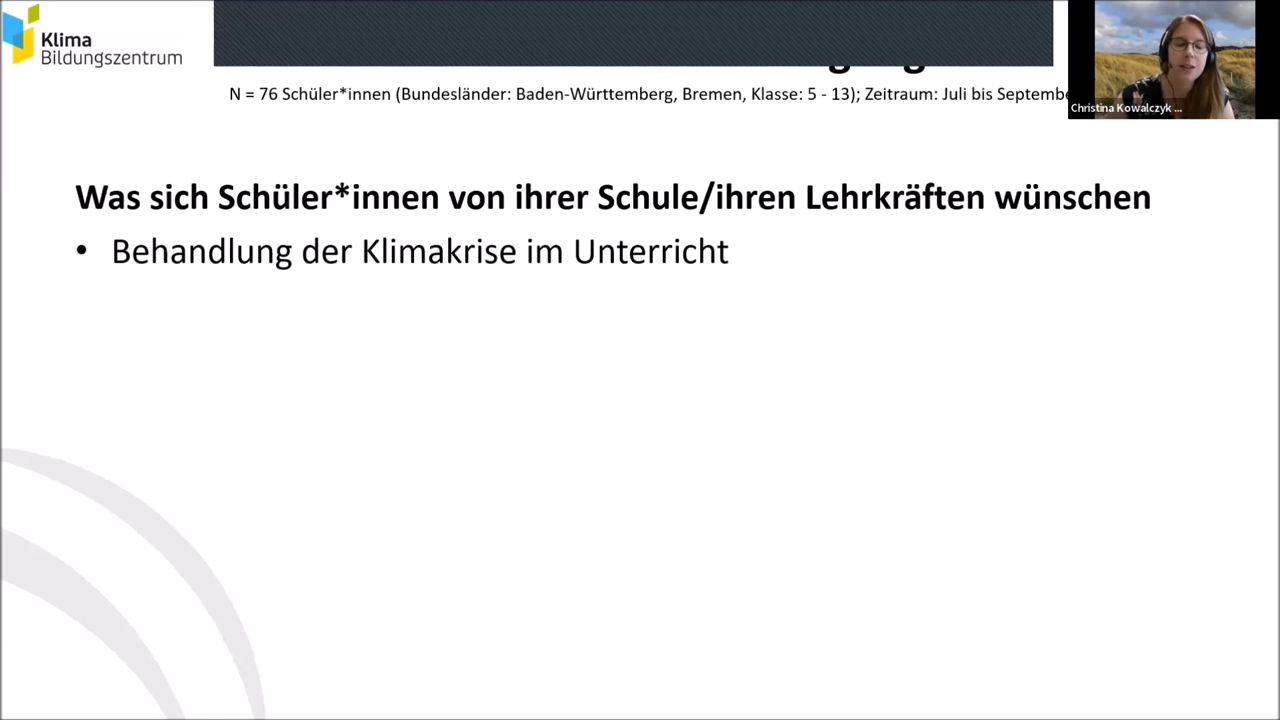 Klima
Bildungszentrum
N = 76 Schüler*innen (Bundesländer: Baden-Württemberg, Bremen, Klasse: 5 - 13); Zeitraum: Juli bis
Christina Kowalczyk ...
Was sich Schüler*innen von ihrer Schule/ihren Lehrkräften wünschen
• Behandlung der Klimakrise im Unterricht